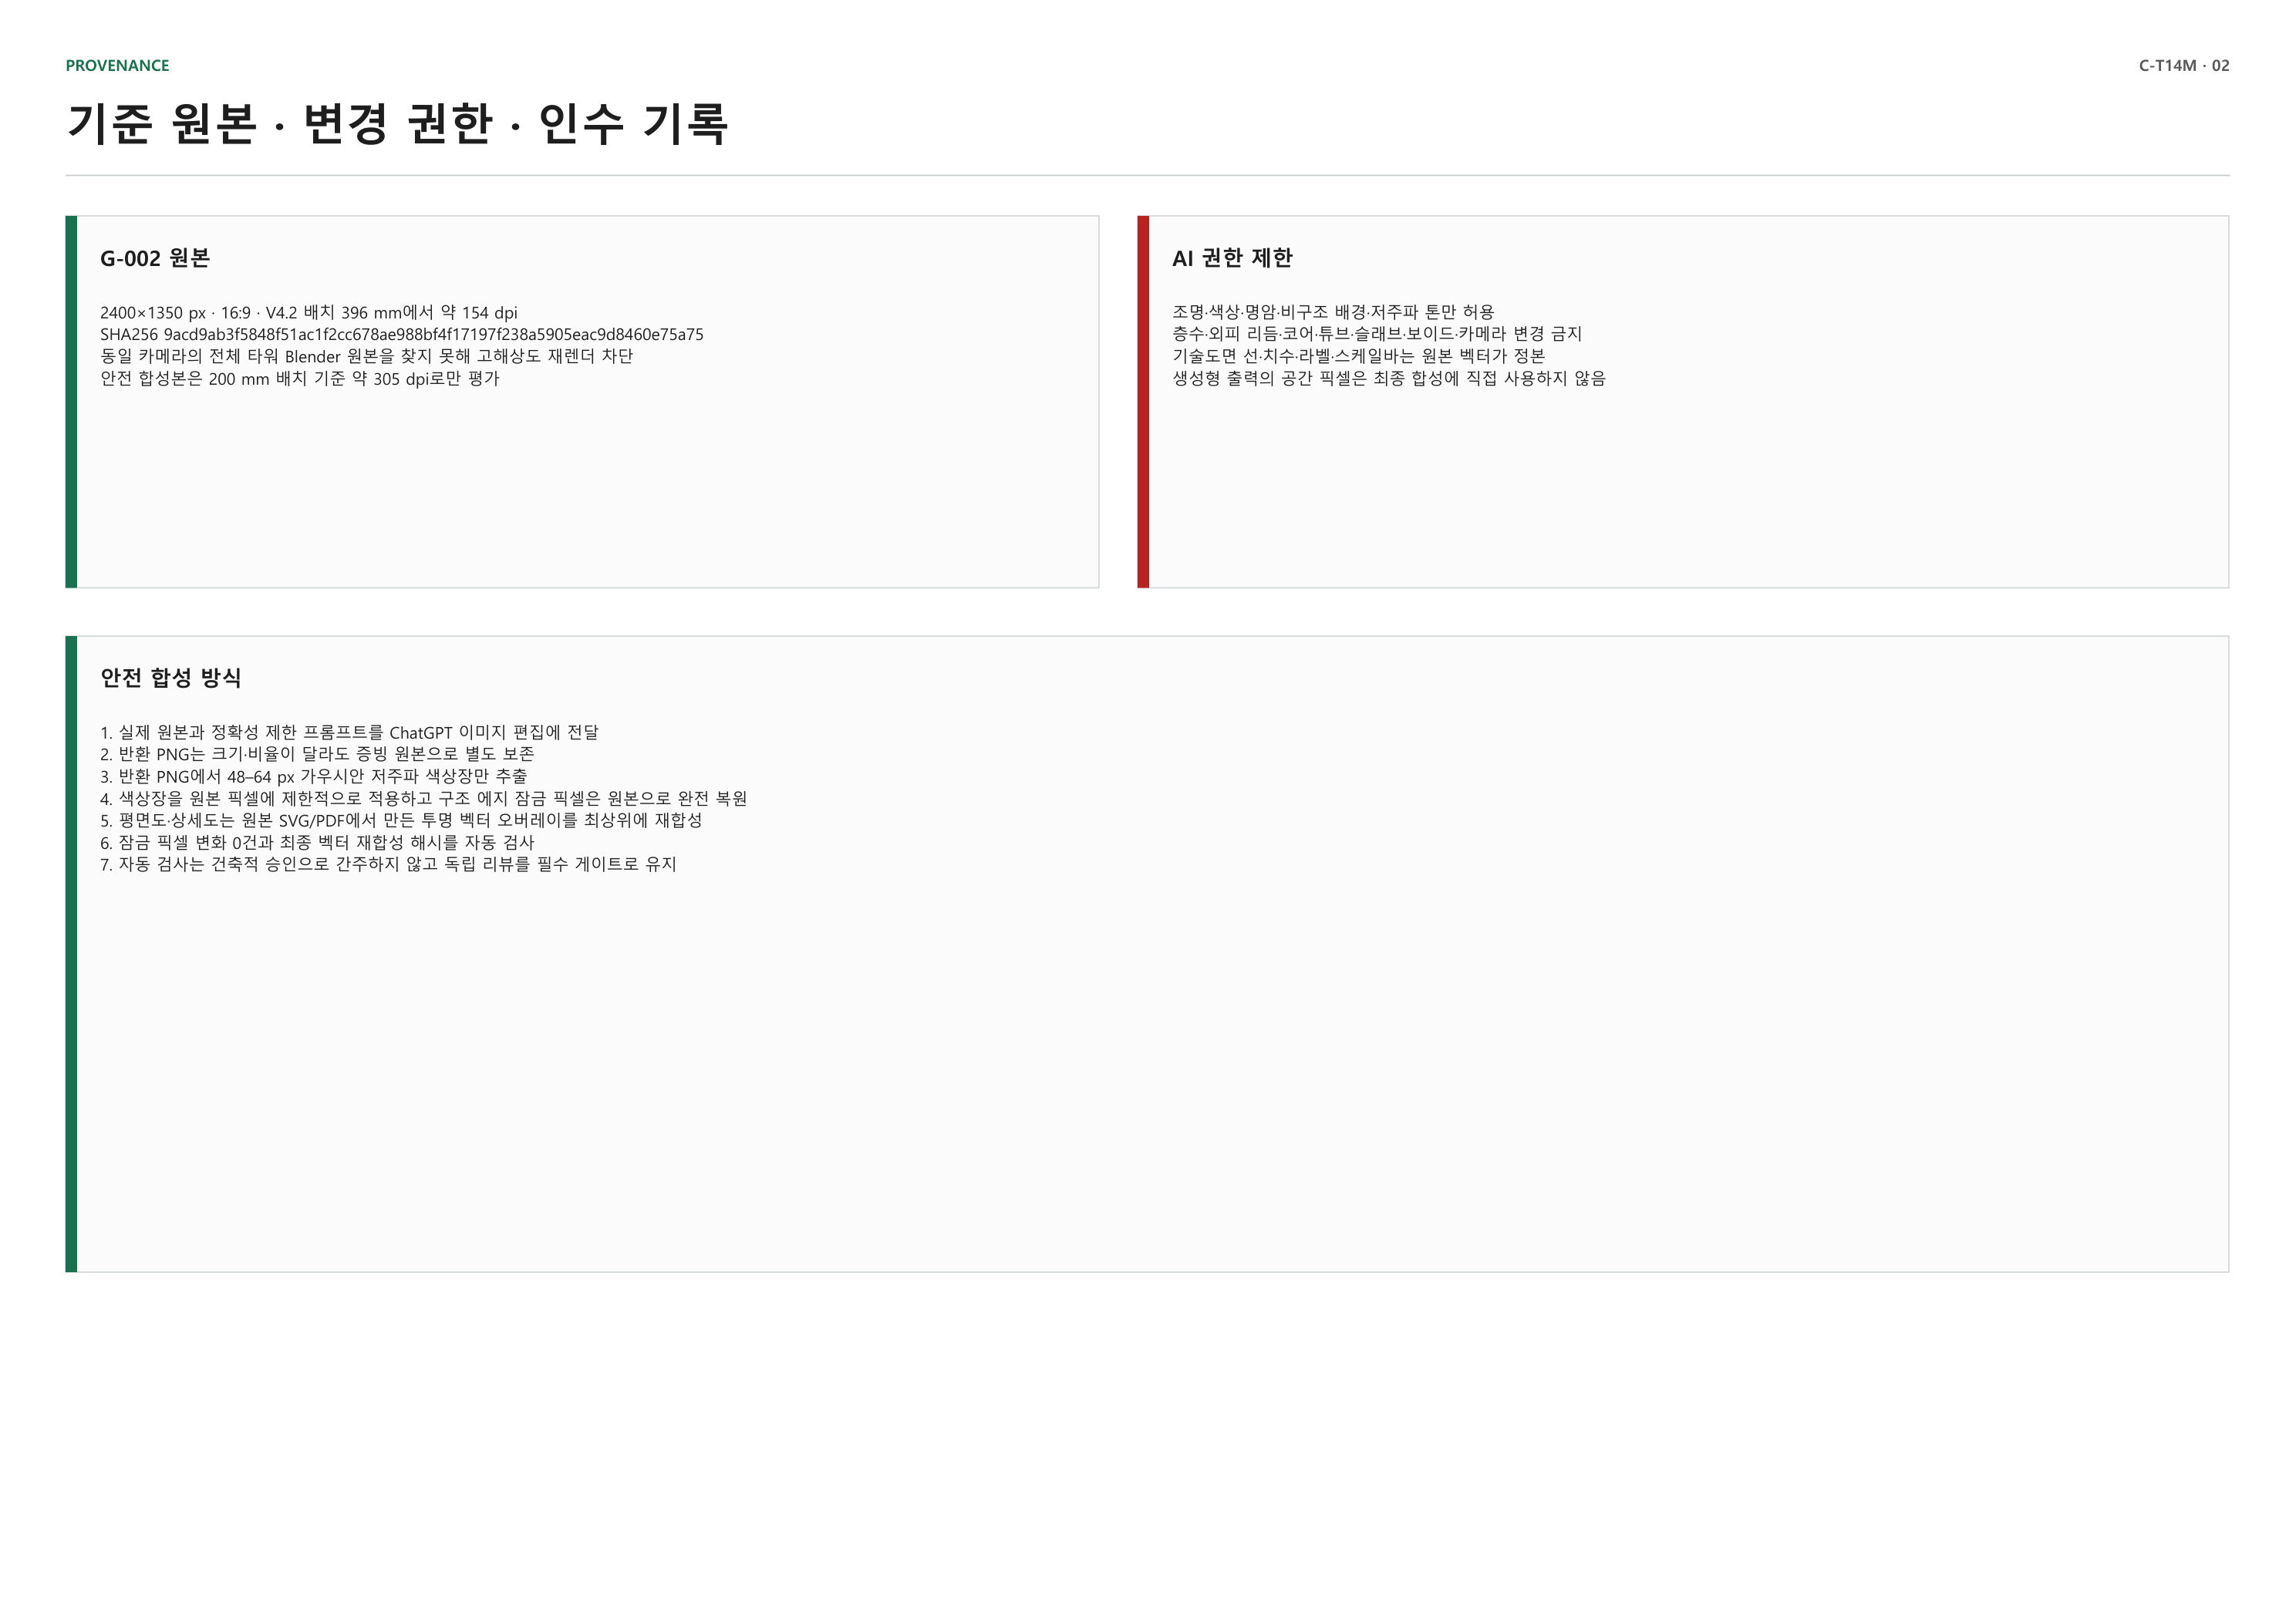 PROVENANCE
C-T14M · 02
기준 원본 · 변경 권한 · 인수 기록
G-002 원본
2400×1350 px · 16:9 · V4.2 배치 396 mm에서 약 154 dpi
SHA256 9acd9ab3f5848f51ac1f2cc678ae988bf4f17197f238a5905eac9d8460e75a75
동일 카메라의 전체 타워 Blender 원본을 찾지 못해 고해상도 재렌더 차단
안전 합성본은 200 mm 배치 기준 약 305 dpi로만 평가
AI 권한 제한
조명·색상·명암·비구조 배경·저주파 톤만 허용
층수·외피 리듬·코어·튜브·슬래브·보이드·카메라 변경 금지
기술도면 선·치수·라벨·스케일바는 원본 벡터가 정본
생성형 출력의 공간 픽셀은 최종 합성에 직접 사용하지 않음
안전 합성 방식
1. 실제 원본과 정확성 제한 프롬프트를 ChatGPT 이미지 편집에 전달
2. 반환 PNG는 크기·비율이 달라도 증빙 원본으로 별도 보존
3. 반환 PNG에서 48–64 px 가우시안 저주파 색상장만 추출
4. 색상장을 원본 픽셀에 제한적으로 적용하고 구조 에지 잠금 픽셀은 원본으로 완전 복원
5. 평면도·상세도는 원본 SVG/PDF에서 만든 투명 벡터 오버레이를 최상위에 재합성
6. 잠금 픽셀 변화 0건과 최종 벡터 재합성 해시를 자동 검사
7. 자동 검사는 건축적 승인으로 간주하지 않고 독립 리뷰를 필수 게이트로 유지